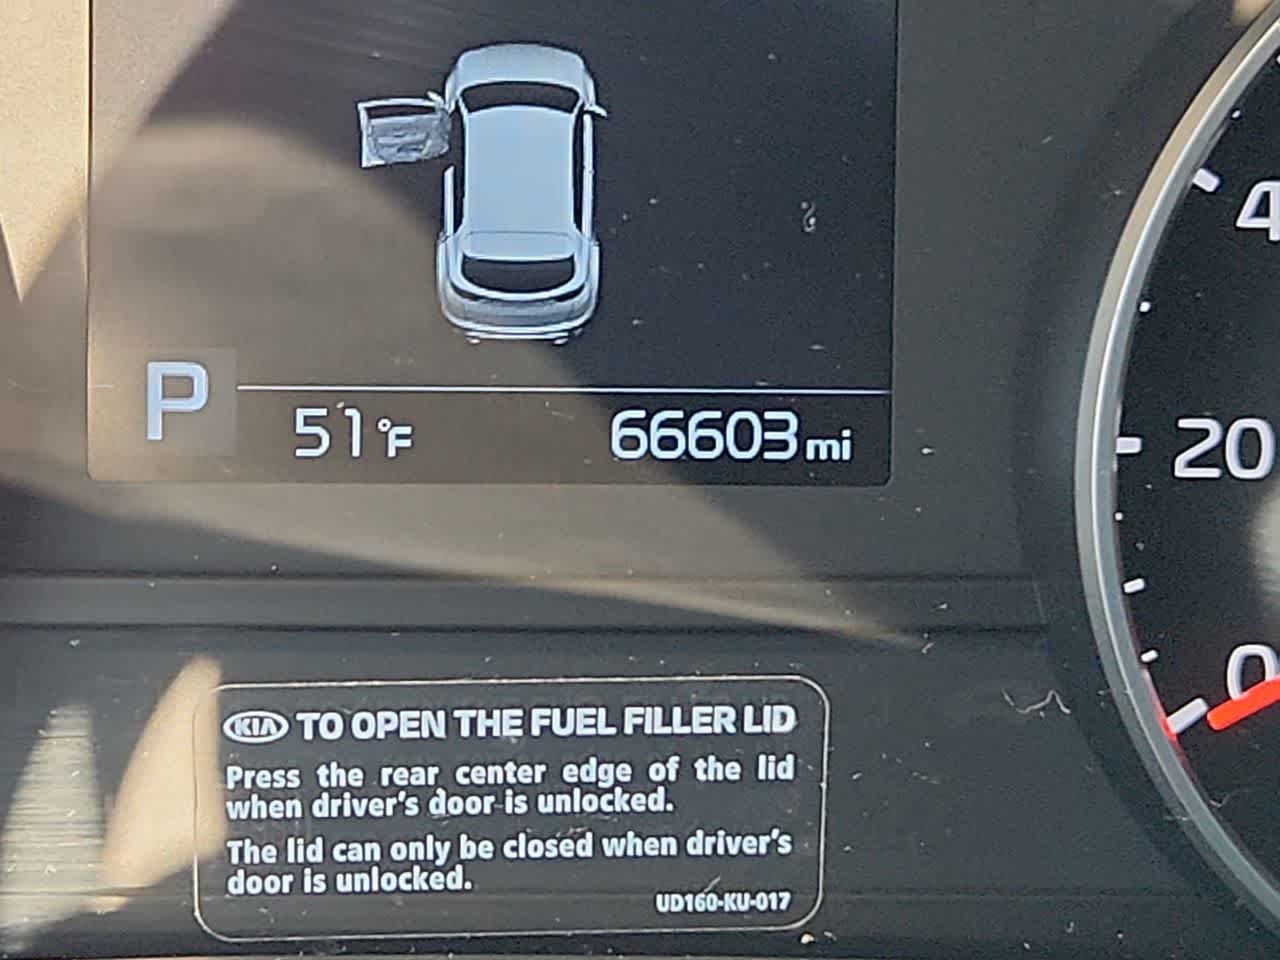 P 51°F 66603 mi
4
20
0
KIA TO OPEN THE FUEL FILLER LID
Press the rear center edge of the lid
when driver's door is unlocked.
The lid can only be closed when driver's
door is unlocked.
UD160-KU-017